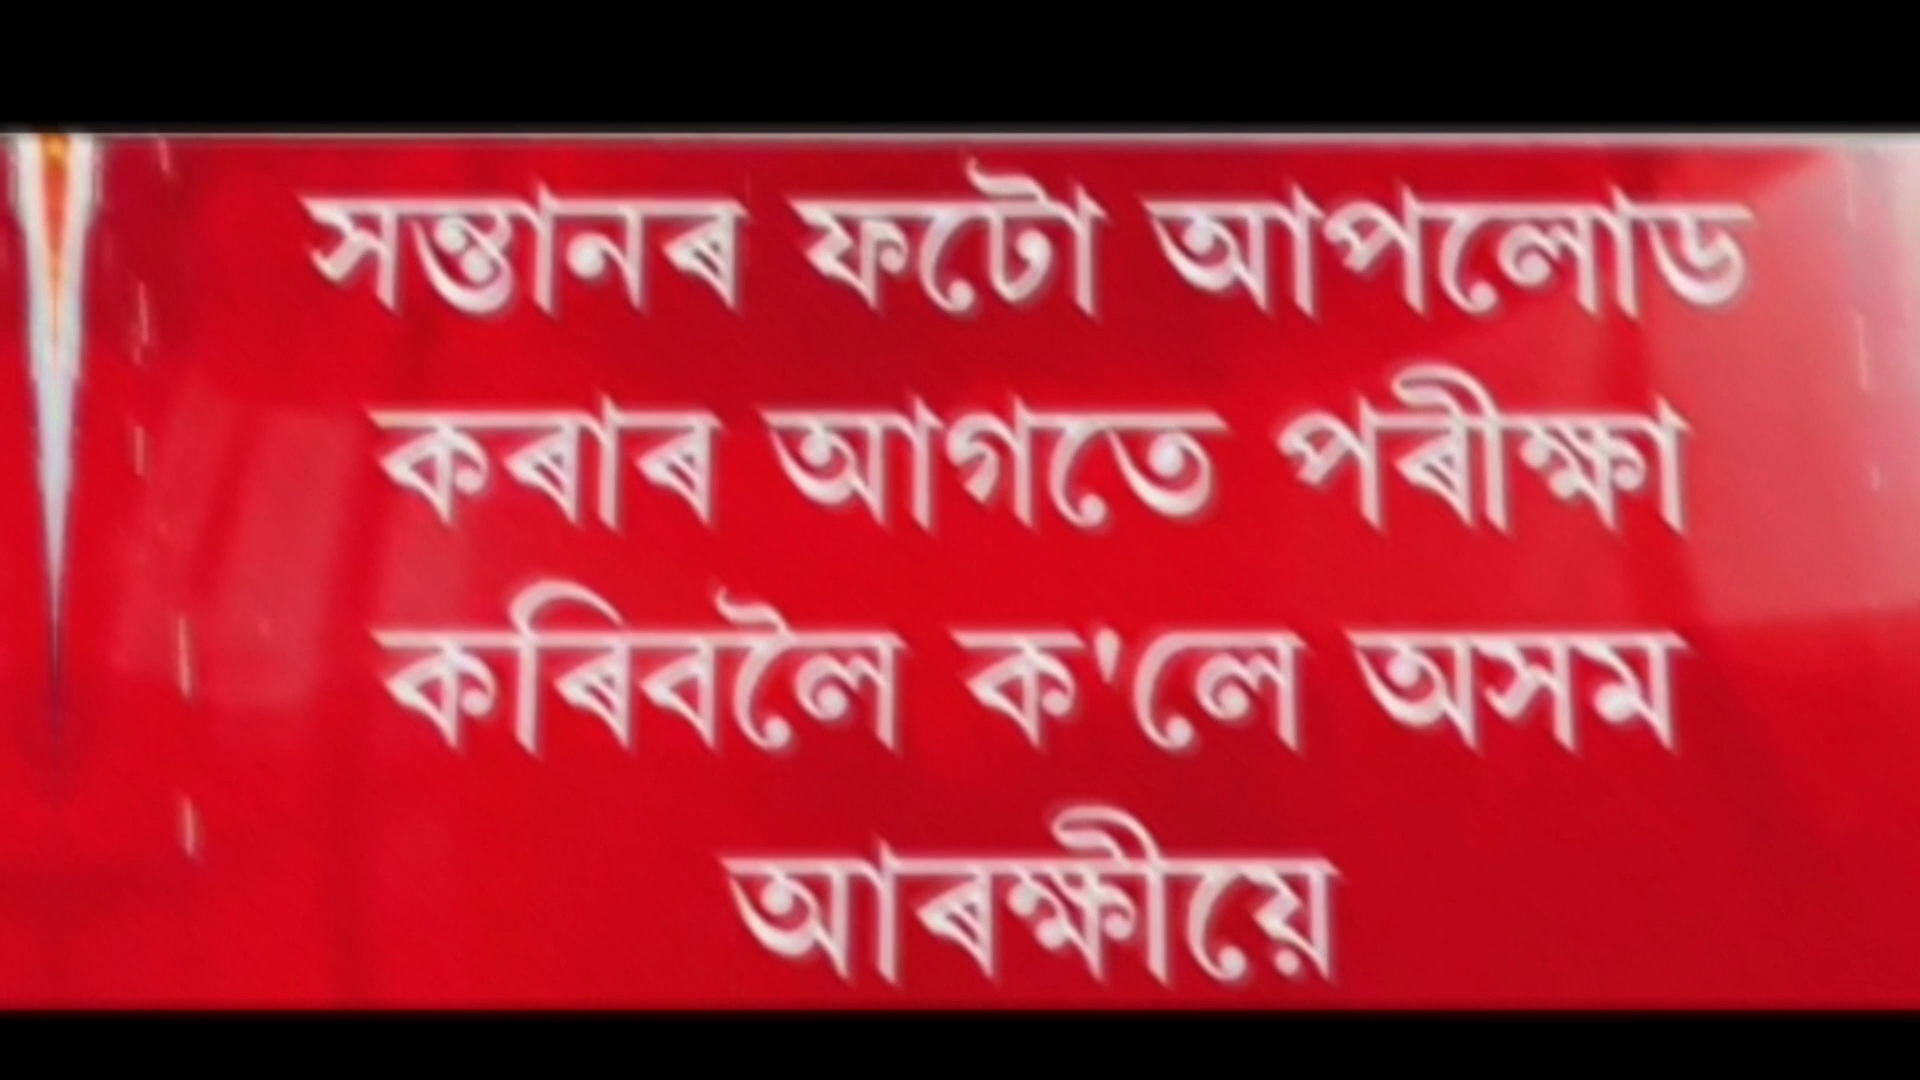 সন্তানৰ ফটো আপলোড
কৰাৰ আগতে পৰীক্ষা
কৰিবলৈ ক'লে অসম
আৰক্ষীয়ে